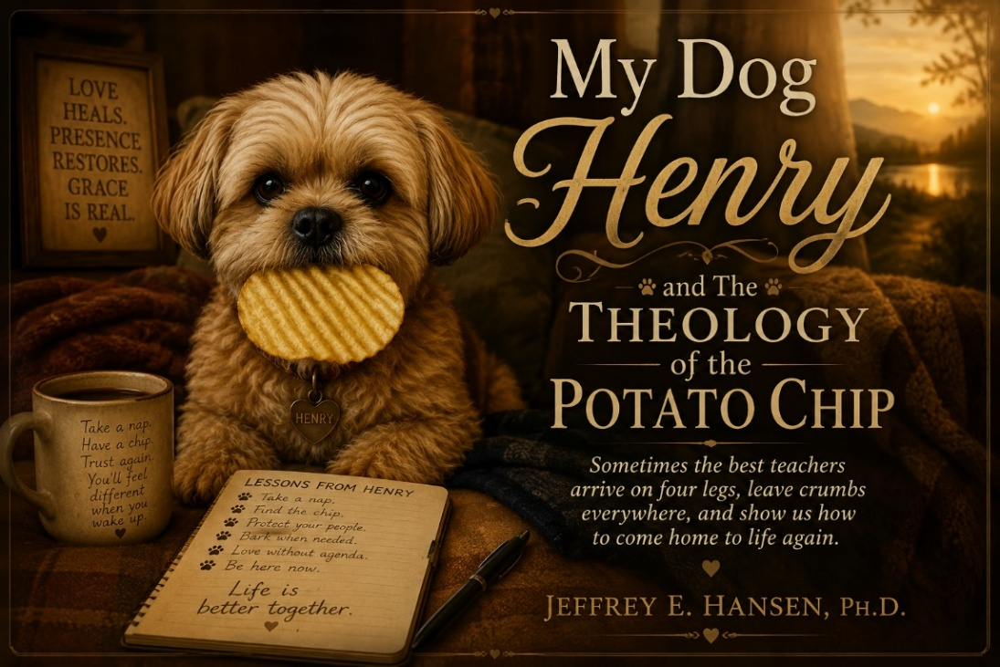 LOVE
HEALS.
PRESENCE
RESTORES.
GRACE
IS REAL.
My Dog
Henry
and The
THEOLOGY
of the
POTATO CHIP
Sometimes the best teachers
arrive on four legs, leave crumbs
everywhere, and show us how
to come home to life again.
JEFFREY E. HANSEN, PH.D.
HENRY
Take a nap.
Have a chip.
Trust again.
You'll feel
different
when you
wake up.
LESSONS FROM HENRY
Take a nap.
Find the chip.
Protect your people.
Bark when needed.
Love without agenda.
Be here now.
Life is
better together.